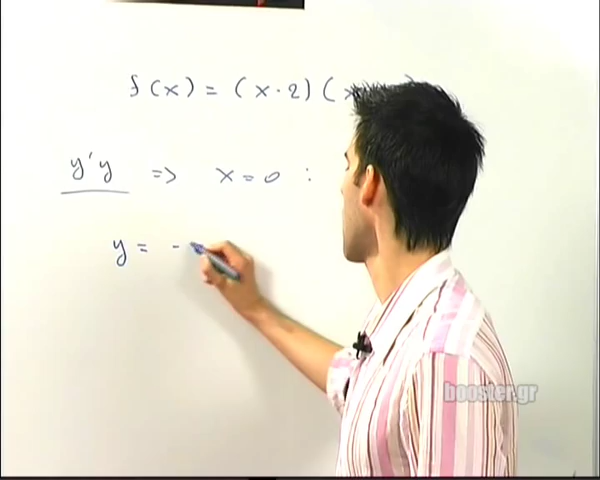 f(x) = (x · 2) (x
y'y => x = 0 :
y = -
booster.gr